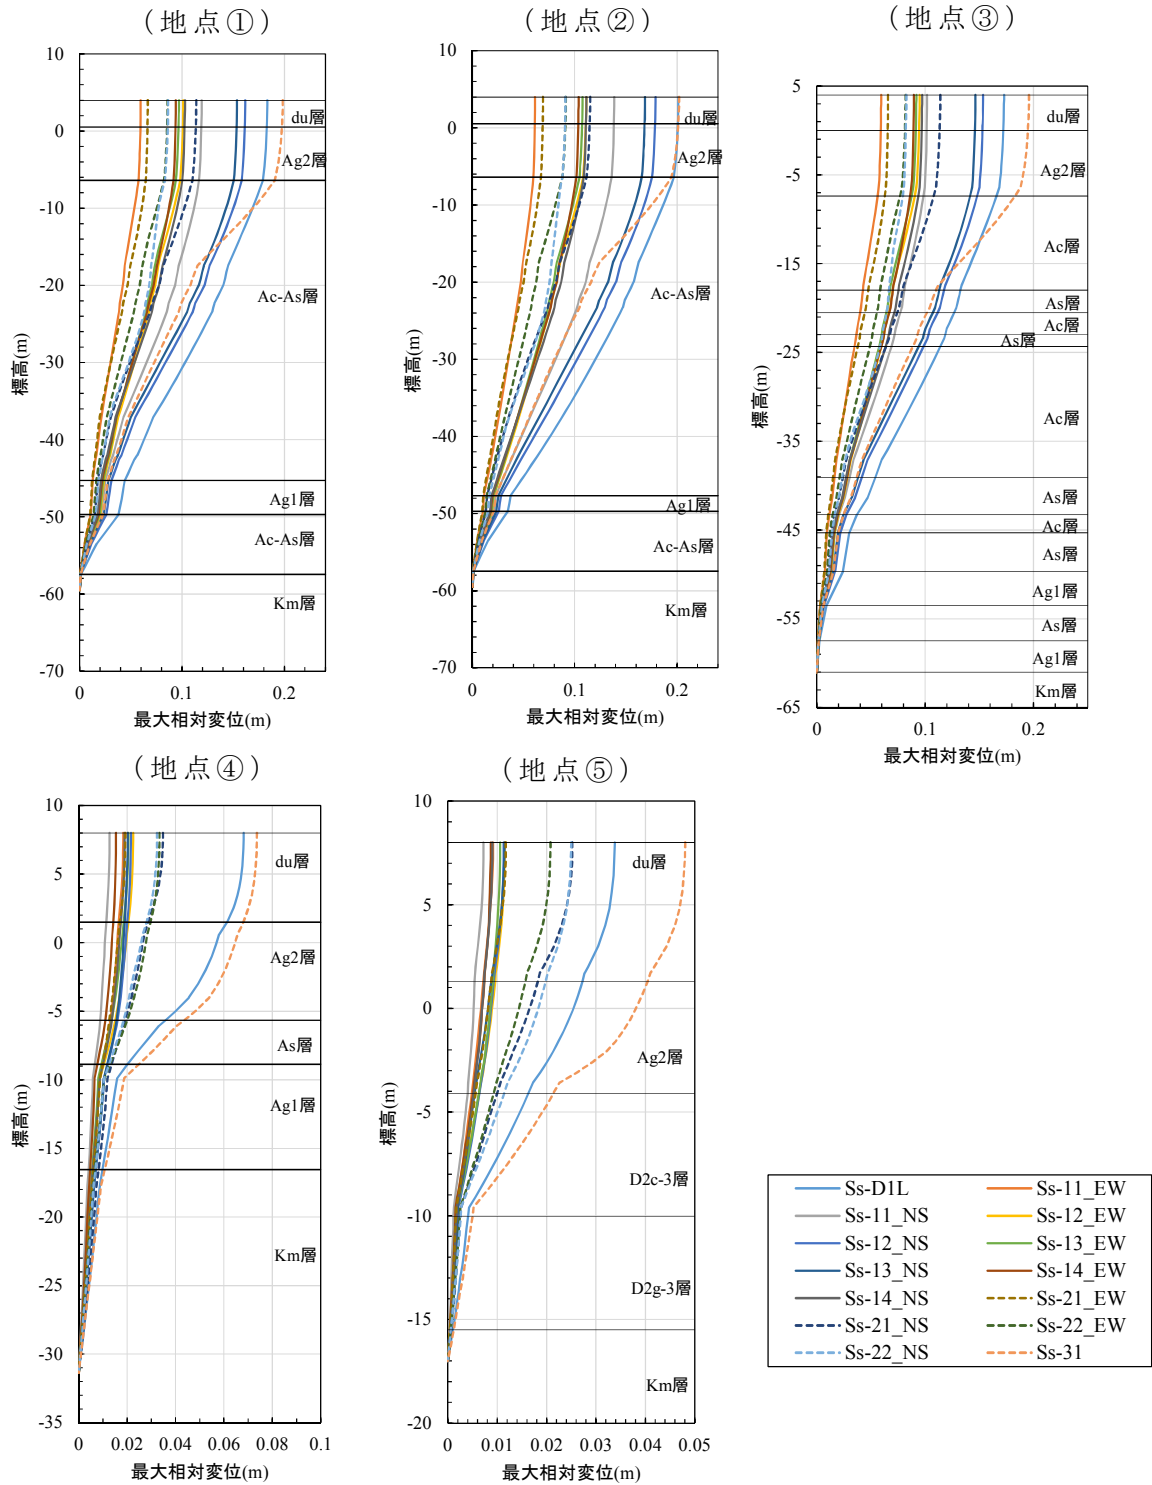 (地点①)
10
0
-10
-20
-30
-40
-50
-60
-70
標高(m)
du層
Ag2層
Ac-As層
Ag1層
Ac-As層
Km層
0
0.1
0.2
最大相対変位(m)
(地点②)
10
0
-10
-20
-30
-40
-50
-60
-70
標高(m)
du層
Ag2層
Ac-As層
Ag1層
Ac-As層
Km層
0
0.1
0.2
最大相対変位(m)
(地点③)
5
-5
-15
-25
-35
-45
-55
-65
標高(m)
du層
Ag2層
Ac層
As層
Ac層
As層
Ac層
As層
Ac層
As層
Ag1層
As層
Ag1層
Km層
0
0.1
0.2
最大相対変位(m)
(地点④)
10
5
0
-5
-10
-15
-20
-25
-30
-35
標高(m)
du層
Ag2層
As層
Ag1層
Km層
0
0.02
0.04
0.06
0.08
0.1
最大相対変位(m)
(地点⑤)
10
5
0
-5
-10
-15
-20
標高(m)
du層
Ag2層
D2c-3層
D2g-3層
Km層
0
0.01
0.02
0.03
0.04
0.05
最大相対変位(m)
Ss-D1L
Ss-11_EW
Ss-11_NS
Ss-12_EW
Ss-12_NS
Ss-13_EW
Ss-13_NS
Ss-14_EW
Ss-14_NS
Ss-21_EW
Ss-21_NS
Ss-22_EW
Ss-22_NS
Ss-31